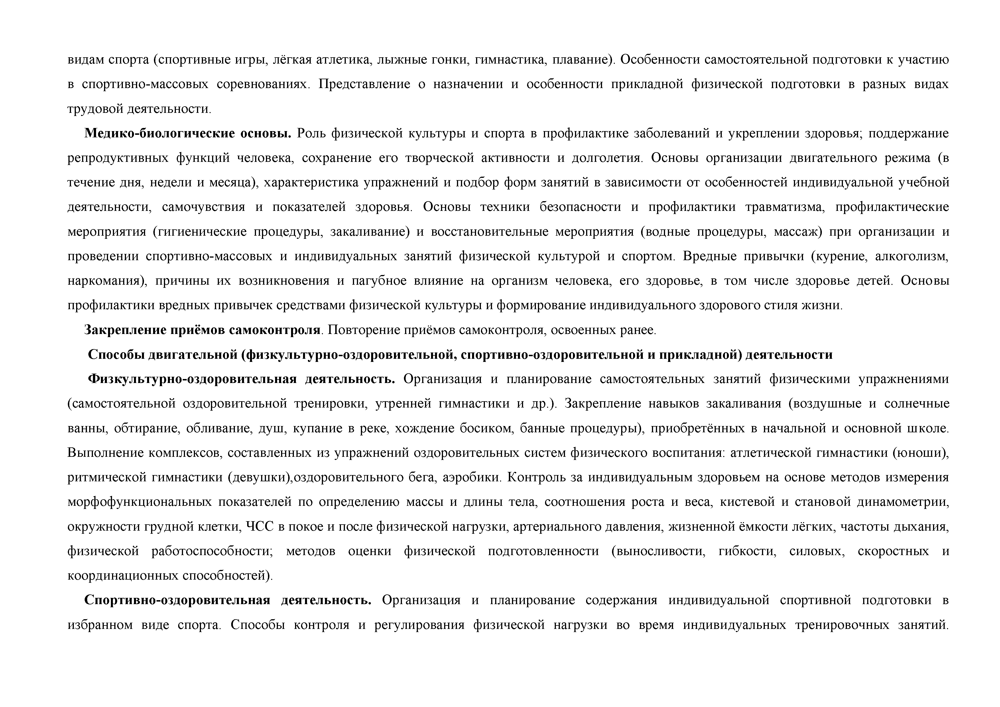 видам спорта (спортивные игры, лёгкая атлетика, лыжные гонки, гимнастика, плавание). Особенности самостоятельной подготовки к участию
в спортивно-массовых соревнованиях. Представление о назначении и особенности прикладной физической подготовки в разных видах
трудовой деятельности.
Медико-биологические основы. Роль физической культуры и спорта в профилактике заболеваний и укреплении здоровья; поддержание
репродуктивных функций человека, сохранение его творческой активности и долголетия. Основы организации двигательного режима (в
течение дня, недели и месяца), характеристика упражнений и подбор форм занятий в зависимости от особенностей индивидуальной учебной
деятельности, самочувствия и показателей здоровья. Основы техники безопасности и профилактики травматизма, профилактические
мероприятия (гигиенические процедуры, закаливание) и восстановительные мероприятия (водные процедуры, массаж) при организации и
проведении спортивно-массовых и индивидуальных занятий физической культурой и спортом. Вредные привычки (курение, алкоголизм,
наркомания), причины их возникновения и пагубное влияние на организм человека, его здоровье, в том числе здоровье детей. Основы
профилактики вредных привычек средствами физической культуры и формирование индивидуального здорового стиля жизни.
Закрепление приёмов самоконтроля. Повторение приёмов самоконтроля, освоенных ранее.
Способы двигательной (физкультурно-оздоровительной, спортивно-оздоровительной и прикладной) деятельности
Физкультурно-оздоровительная деятельность. Организация и планирование самостоятельных занятий физическими упражнениями
(самостоятельной оздоровительной тренировки, утренней гимнастики и др.). Закрепление навыков закаливания (воздушные и солнечные
ванны, обтирание, обливание, душ, купание в реке, хождение босиком, банные процедуры), приобретённых в начальной и основной школе.
Выполнение комплексов, составленных из упражнений оздоровительных систем физического воспитания: атлетической гимнастики (юноши),
ритмической гимнастики (девушки),оздоровительного бега, аэробики. Контроль за индивидуальным здоровьем на основе методов измерения
морфофункциональных показателей по определению массы и длины тела, соотношения роста и веса, кистевой и становой динамометрии,
окружности грудной клетки, ЧСС в покое и после физической нагрузки, артериального давления, жизненной ёмкости лёгких, частоты дыхания,
физической работоспособности; методов оценки физической подготовленности (выносливости, гибкости, силовых, скоростных и
координационных способностей).
Спортивно-оздоровительная деятельность. Организация и планирование содержания индивидуальной спортивной подготовки в
избранном виде спорта. Способы контроля и регулирования физической нагрузки во время индивидуальных тренировочных занятий.